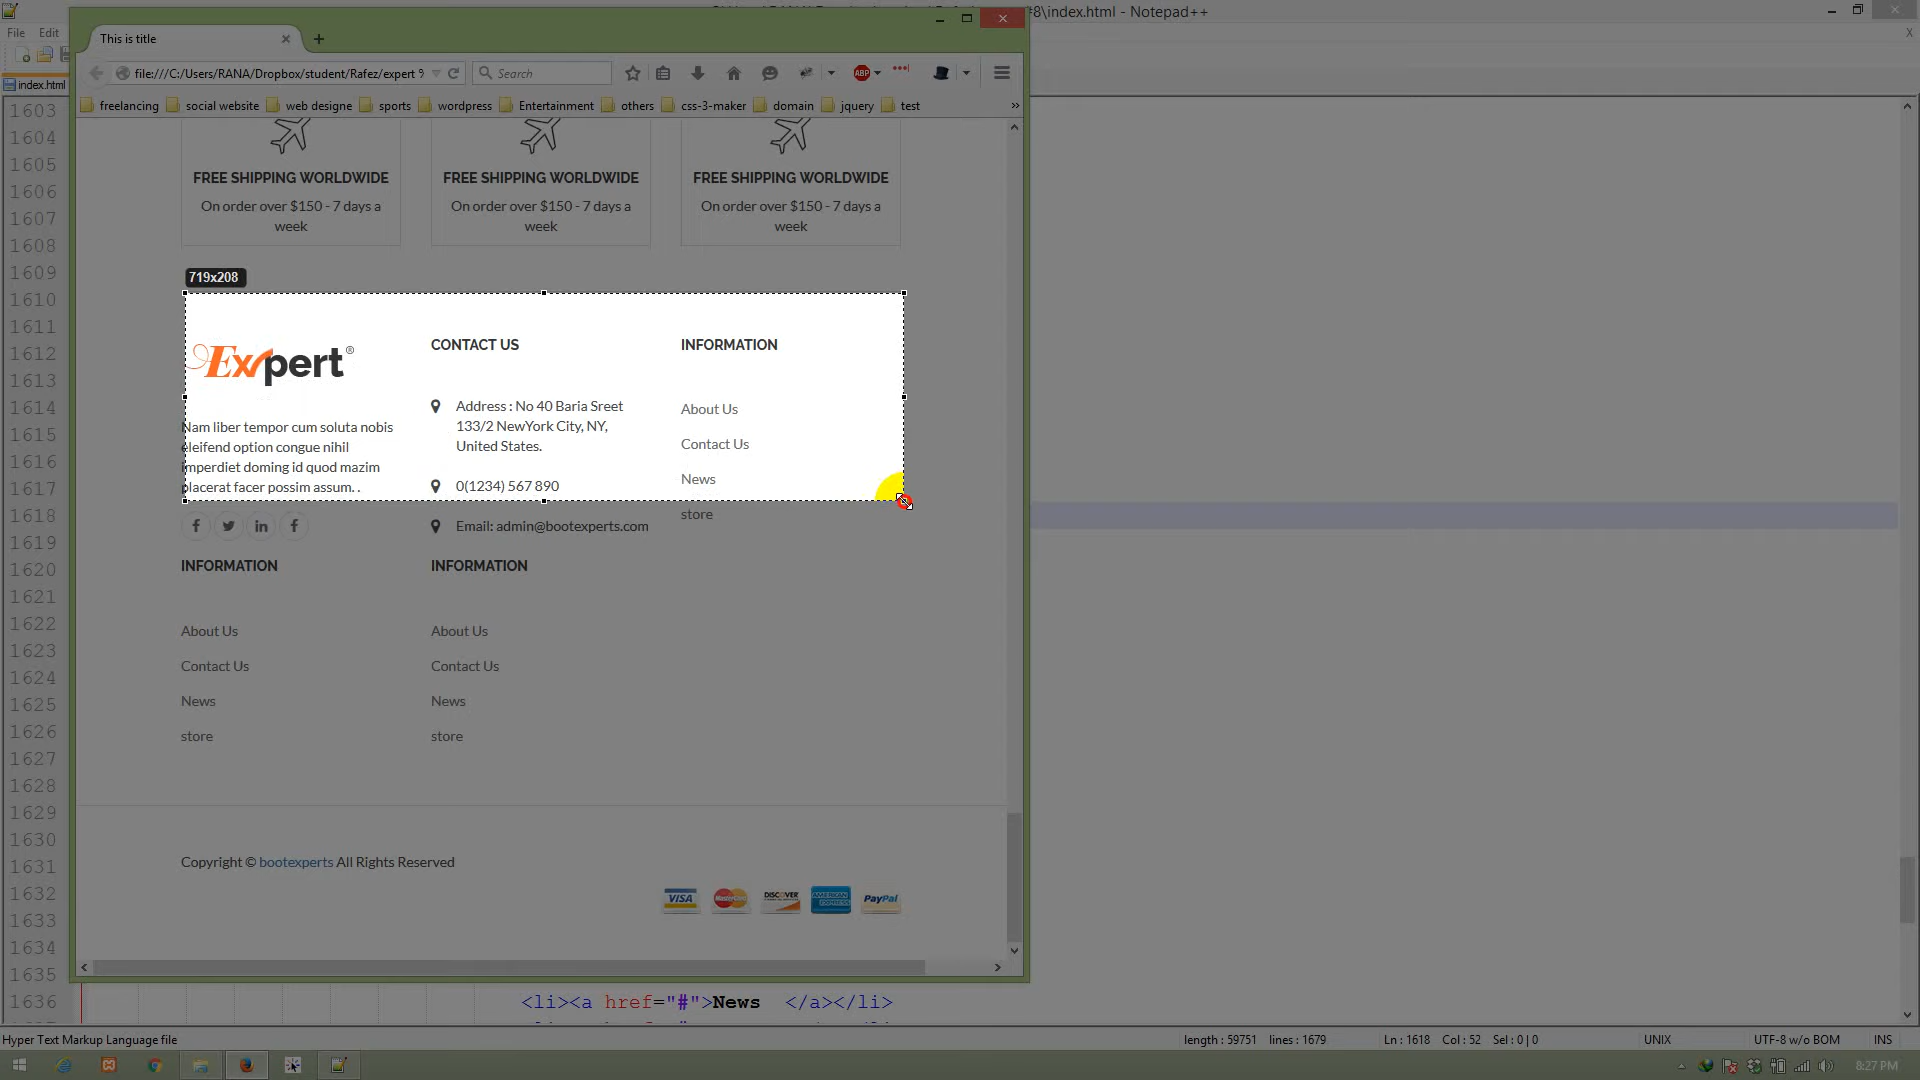 #8\index.html - Notepad++
File Edit
This is title
file:///C:/Users/RANA/Dropbox/student/Rafez/expert
Search
ABP
index.html
freelancing social website web designe sports wordpress Entertainment others css-3-maker domain jquery test »
1603
1604
1605
1606
1607
1608
1609
1610
1611
1612
1613
1614
1615
1616
1617
1618
1619
1620
1621
1622
1623
1624
1625
1626
1627
1628
1629
1630
1631
1632
1633
1634
1635
1636
FREE SHIPPING WORLDWIDE FREE SHIPPING WORLDWIDE FREE SHIPPING WORLDWIDE
On order over $150 - 7 days a On order over $150 - 7 days a On order over $150 - 7 days a
week week week
719x208
Expert®
Nam liber tempor cum soluta nobis
eleifend option congue nihil
imperdiet doming id quod mazim
placerat facer possim assum. .
CONTACT US
Address : No 40 Baria Sreet
133/2 NewYork City, NY,
United States.
0(1234) 567 890
Email: admin@bootexperts.com
INFORMATION
About Us
Contact Us
News
store
INFORMATION
About Us
Contact Us
News
store
INFORMATION
About Us
Contact Us
News
store
Copyright © bootexperts All Rights Reserved
VISA MasterCard DISCOVER AMERICAN EXPRESS PayPal
<li><a href="#">News  </a></li>
Hyper Text Markup Language file length : 59751 lines : 1679 Ln : 1618 Col : 52 Sel : 0 | 0 UNIX UTF-8 w/o BOM INS
8:27 PM